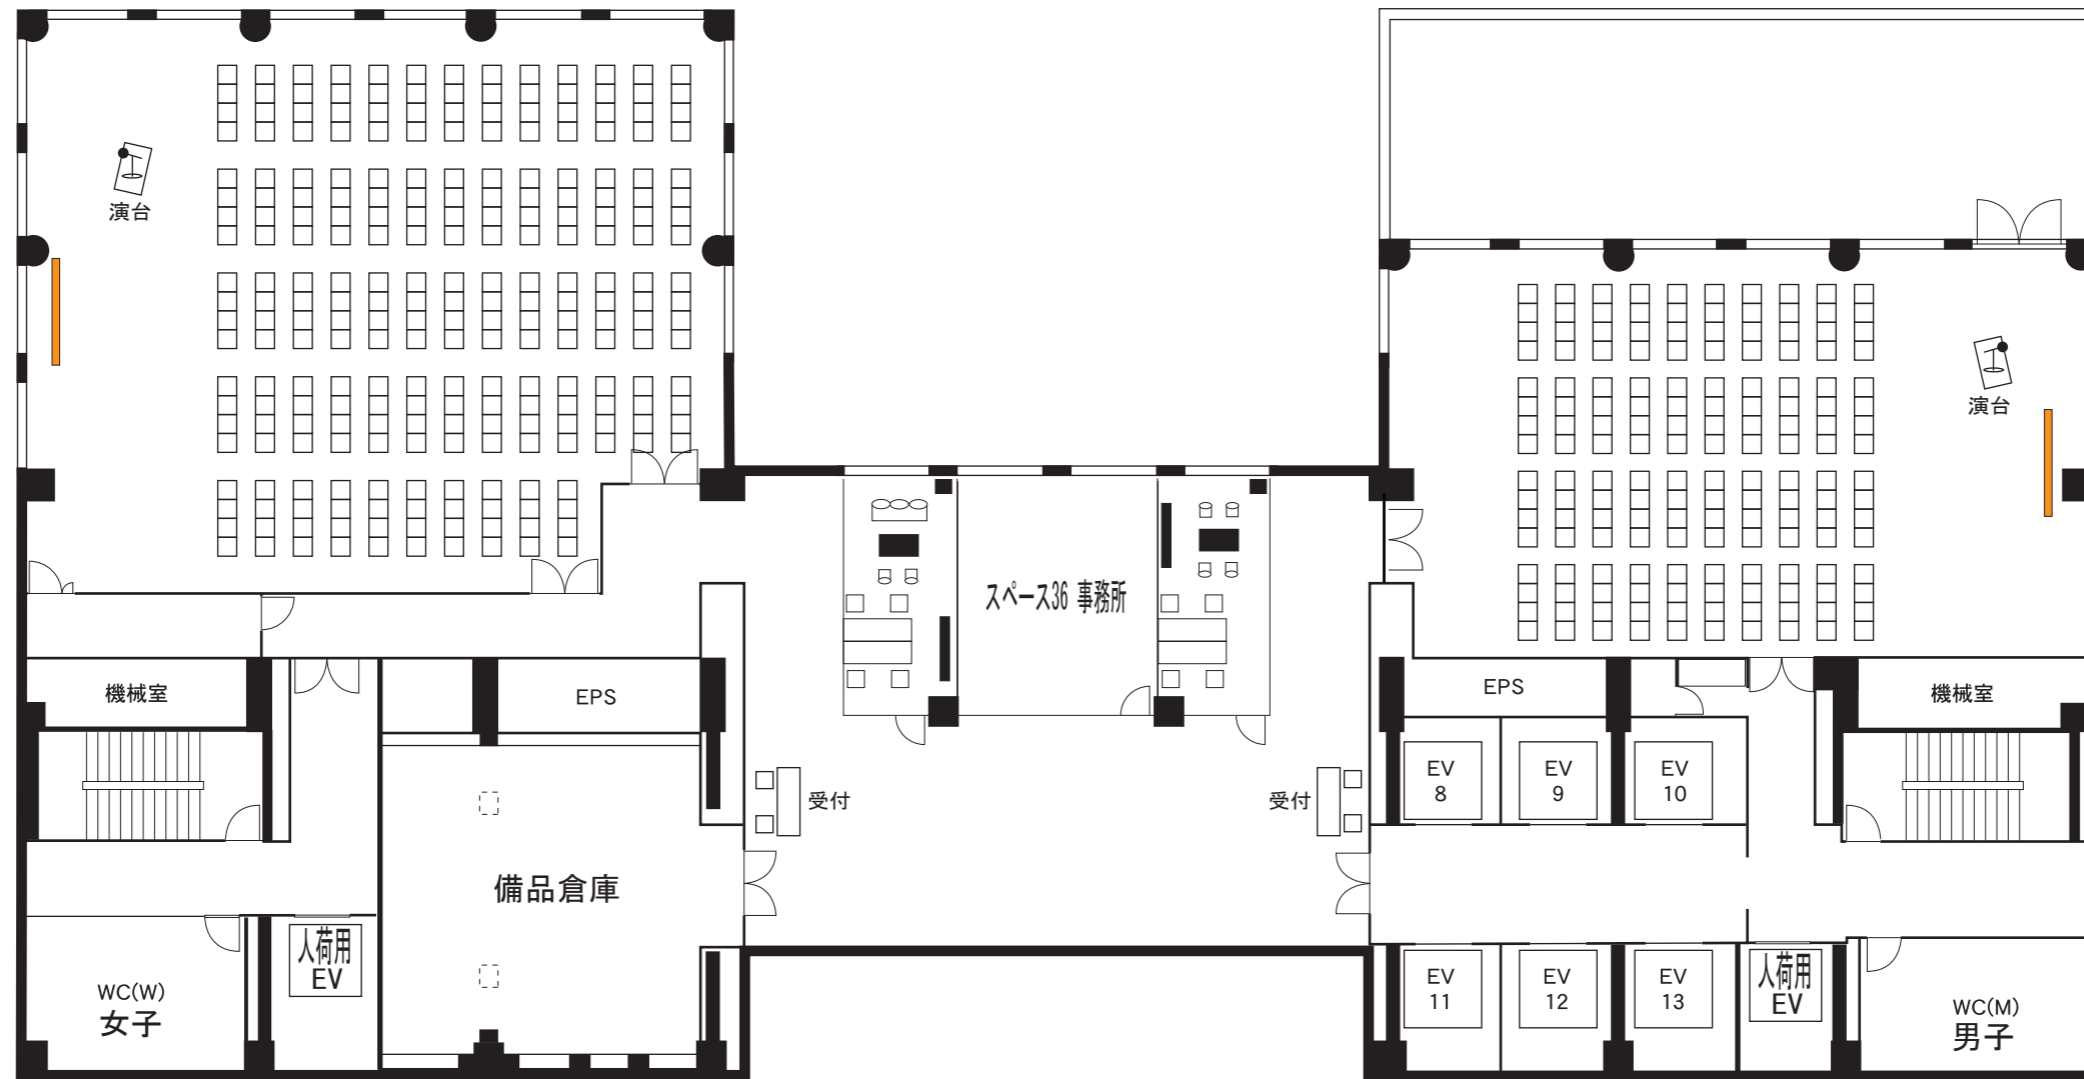 演台
演台
スペース36 事務所
機械室
EPS
EPS
機械室
受付
受付
EV
8
EV
9
EV
10
備品倉庫
人荷用
EV
WC(W)
女子
EV
11
EV
12
EV
13
人荷用
EV
WC(M)
男子